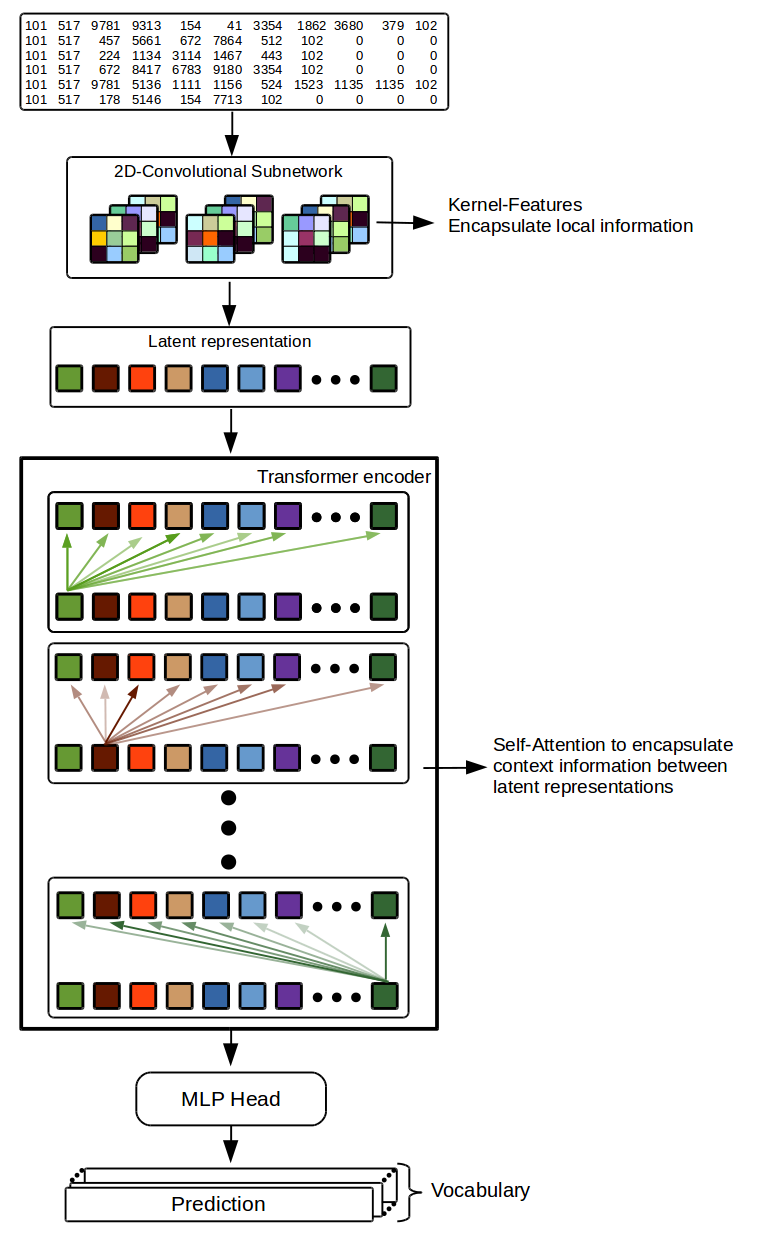 101 517 9781 9313 154 41 3354 1862 3680 379 102
101 517 457 5661 672 7864 512 102 0 0 0
101 517 224 1134 3114 1467 443 102 0 0 0
101 517 672 8417 6783 9180 3354 102 0 0 0
101 517 9781 5136 1111 1156 524 1523 1135 1135 102
101 517 178 5146 154 7713 102 0 0 0 0
2D-Convolutional Subnetwork
Kernel-Features
Encapsulate local information
Latent representation
Transformer encoder
Self-Attention to encapsulate
context information between
latent representations
MLP Head
Prediction
Vocabulary